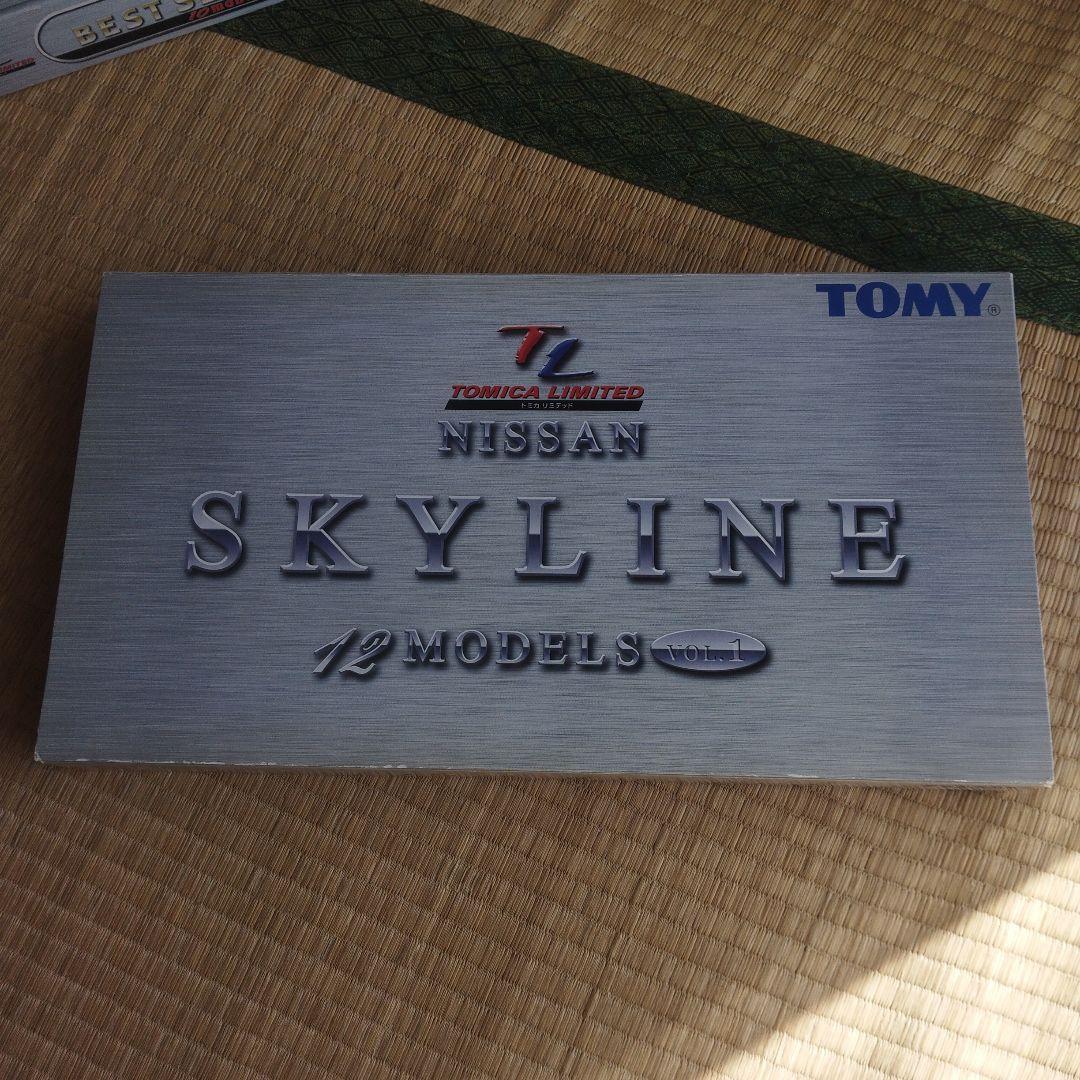 BEST S
LIMITED
TOMY®
TL
TOMICA LIMITED
トミカリミテッド
NISSAN
SKYLINE
12 MODELS VOL.1